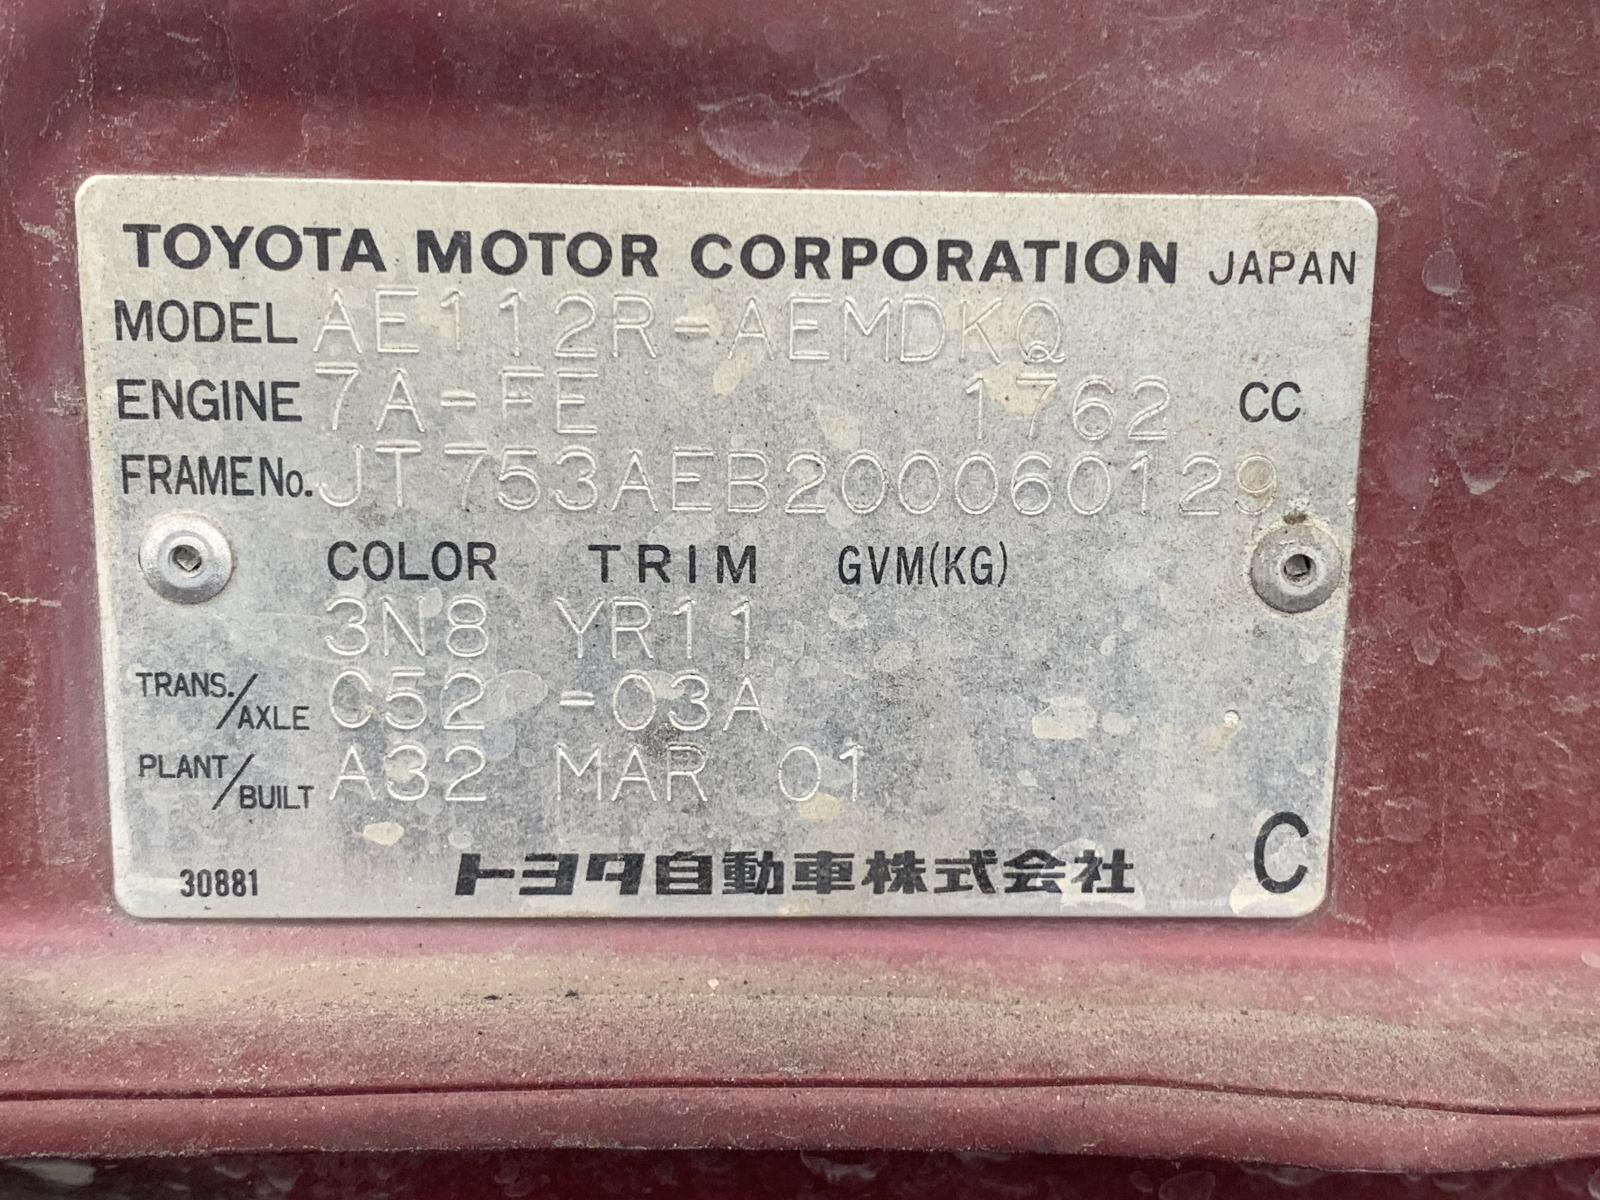 TOYOTA MOTOR CORPORATION JAPAN
MODEL AE112R-AEMDKQ
ENGINE 7A-FE 1762 CC
FRAME No. JT753AEB200060129
COLOR TRIM GVM(KG)
3N8 YR11
TRANS./AXLE C52 -03A
PLANT/BUILT A32 MAR 01
30881 トヨタ自動車株式会社 C